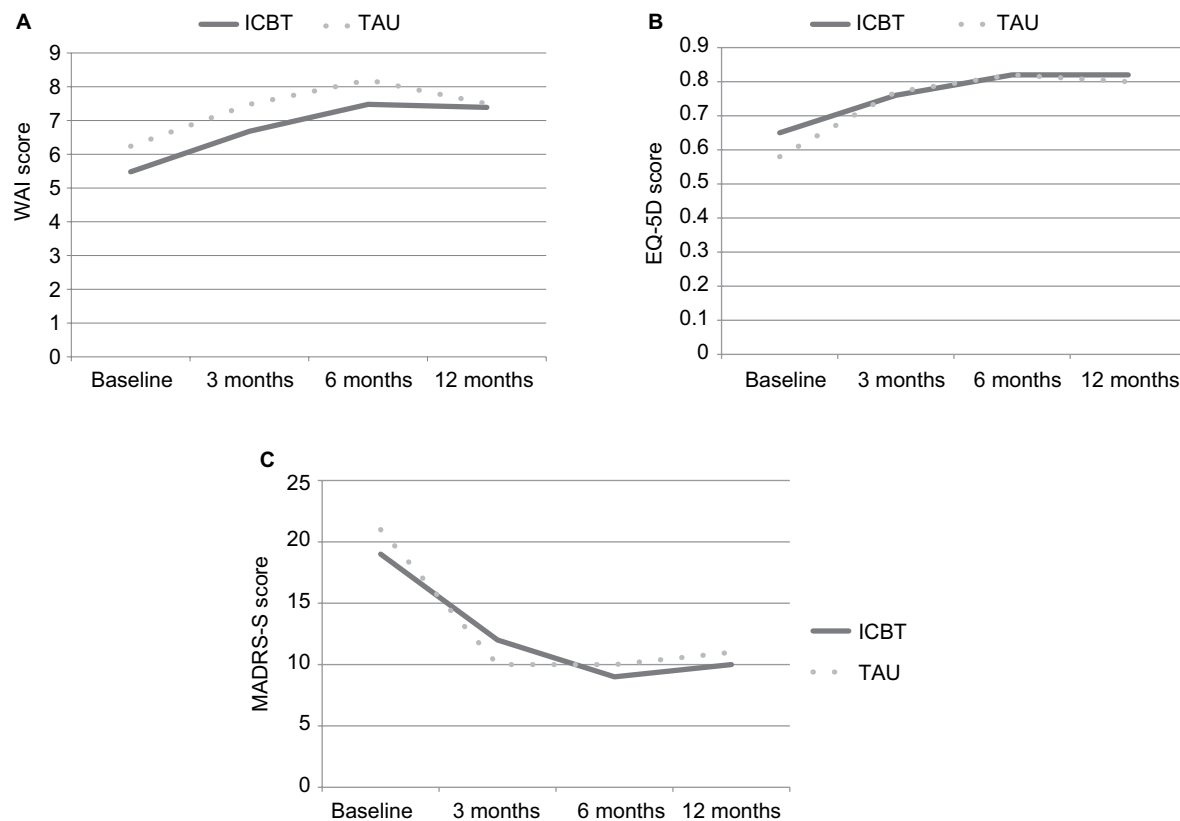 A
ICBT TAU
WAI score
9
8
7
6
5
4
3
2
1
0
Baseline 3 months 6 months 12 months
B
ICBT TAU
EQ-5D score
0.9
0.8
0.7
0.6
0.5
0.4
0.3
0.2
0.1
0
Baseline 3 months 6 months 12 months
C
MADRS-S score
25
20
15
10
5
0
Baseline 3 months 6 months 12 months
ICBT
TAU